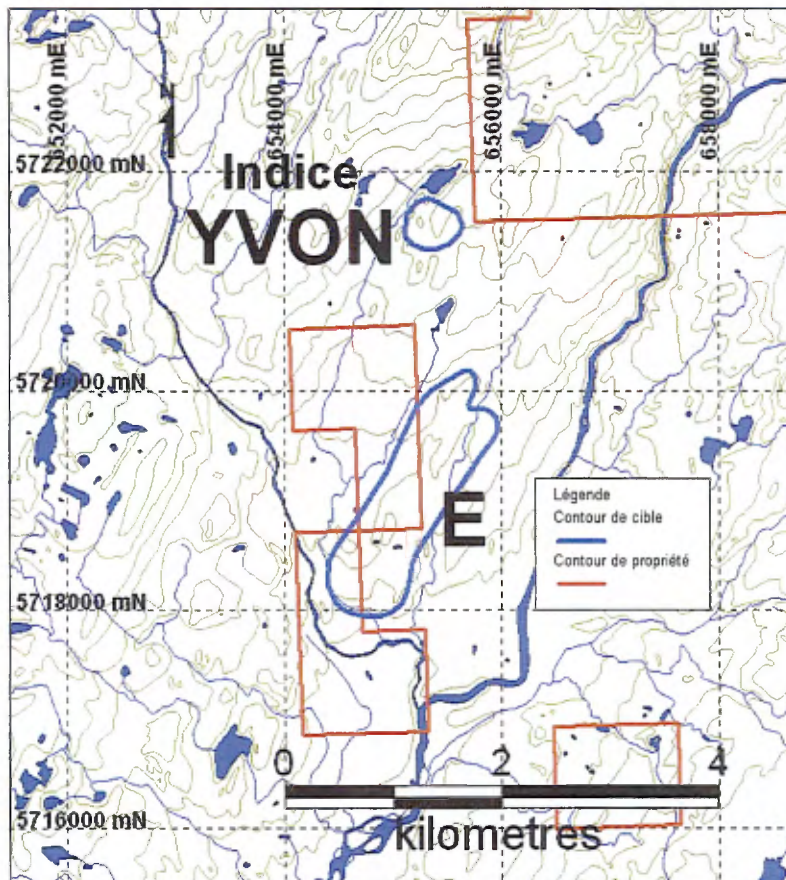 652000 mE
654000 mE
656000 mE
658000 mE
5722000 mN
Indice
YVON
5720000 mN
E
Légende
Contour de cible
Contour de propriété
5718000 mN
0 2 4
kilometres
5716000 mN